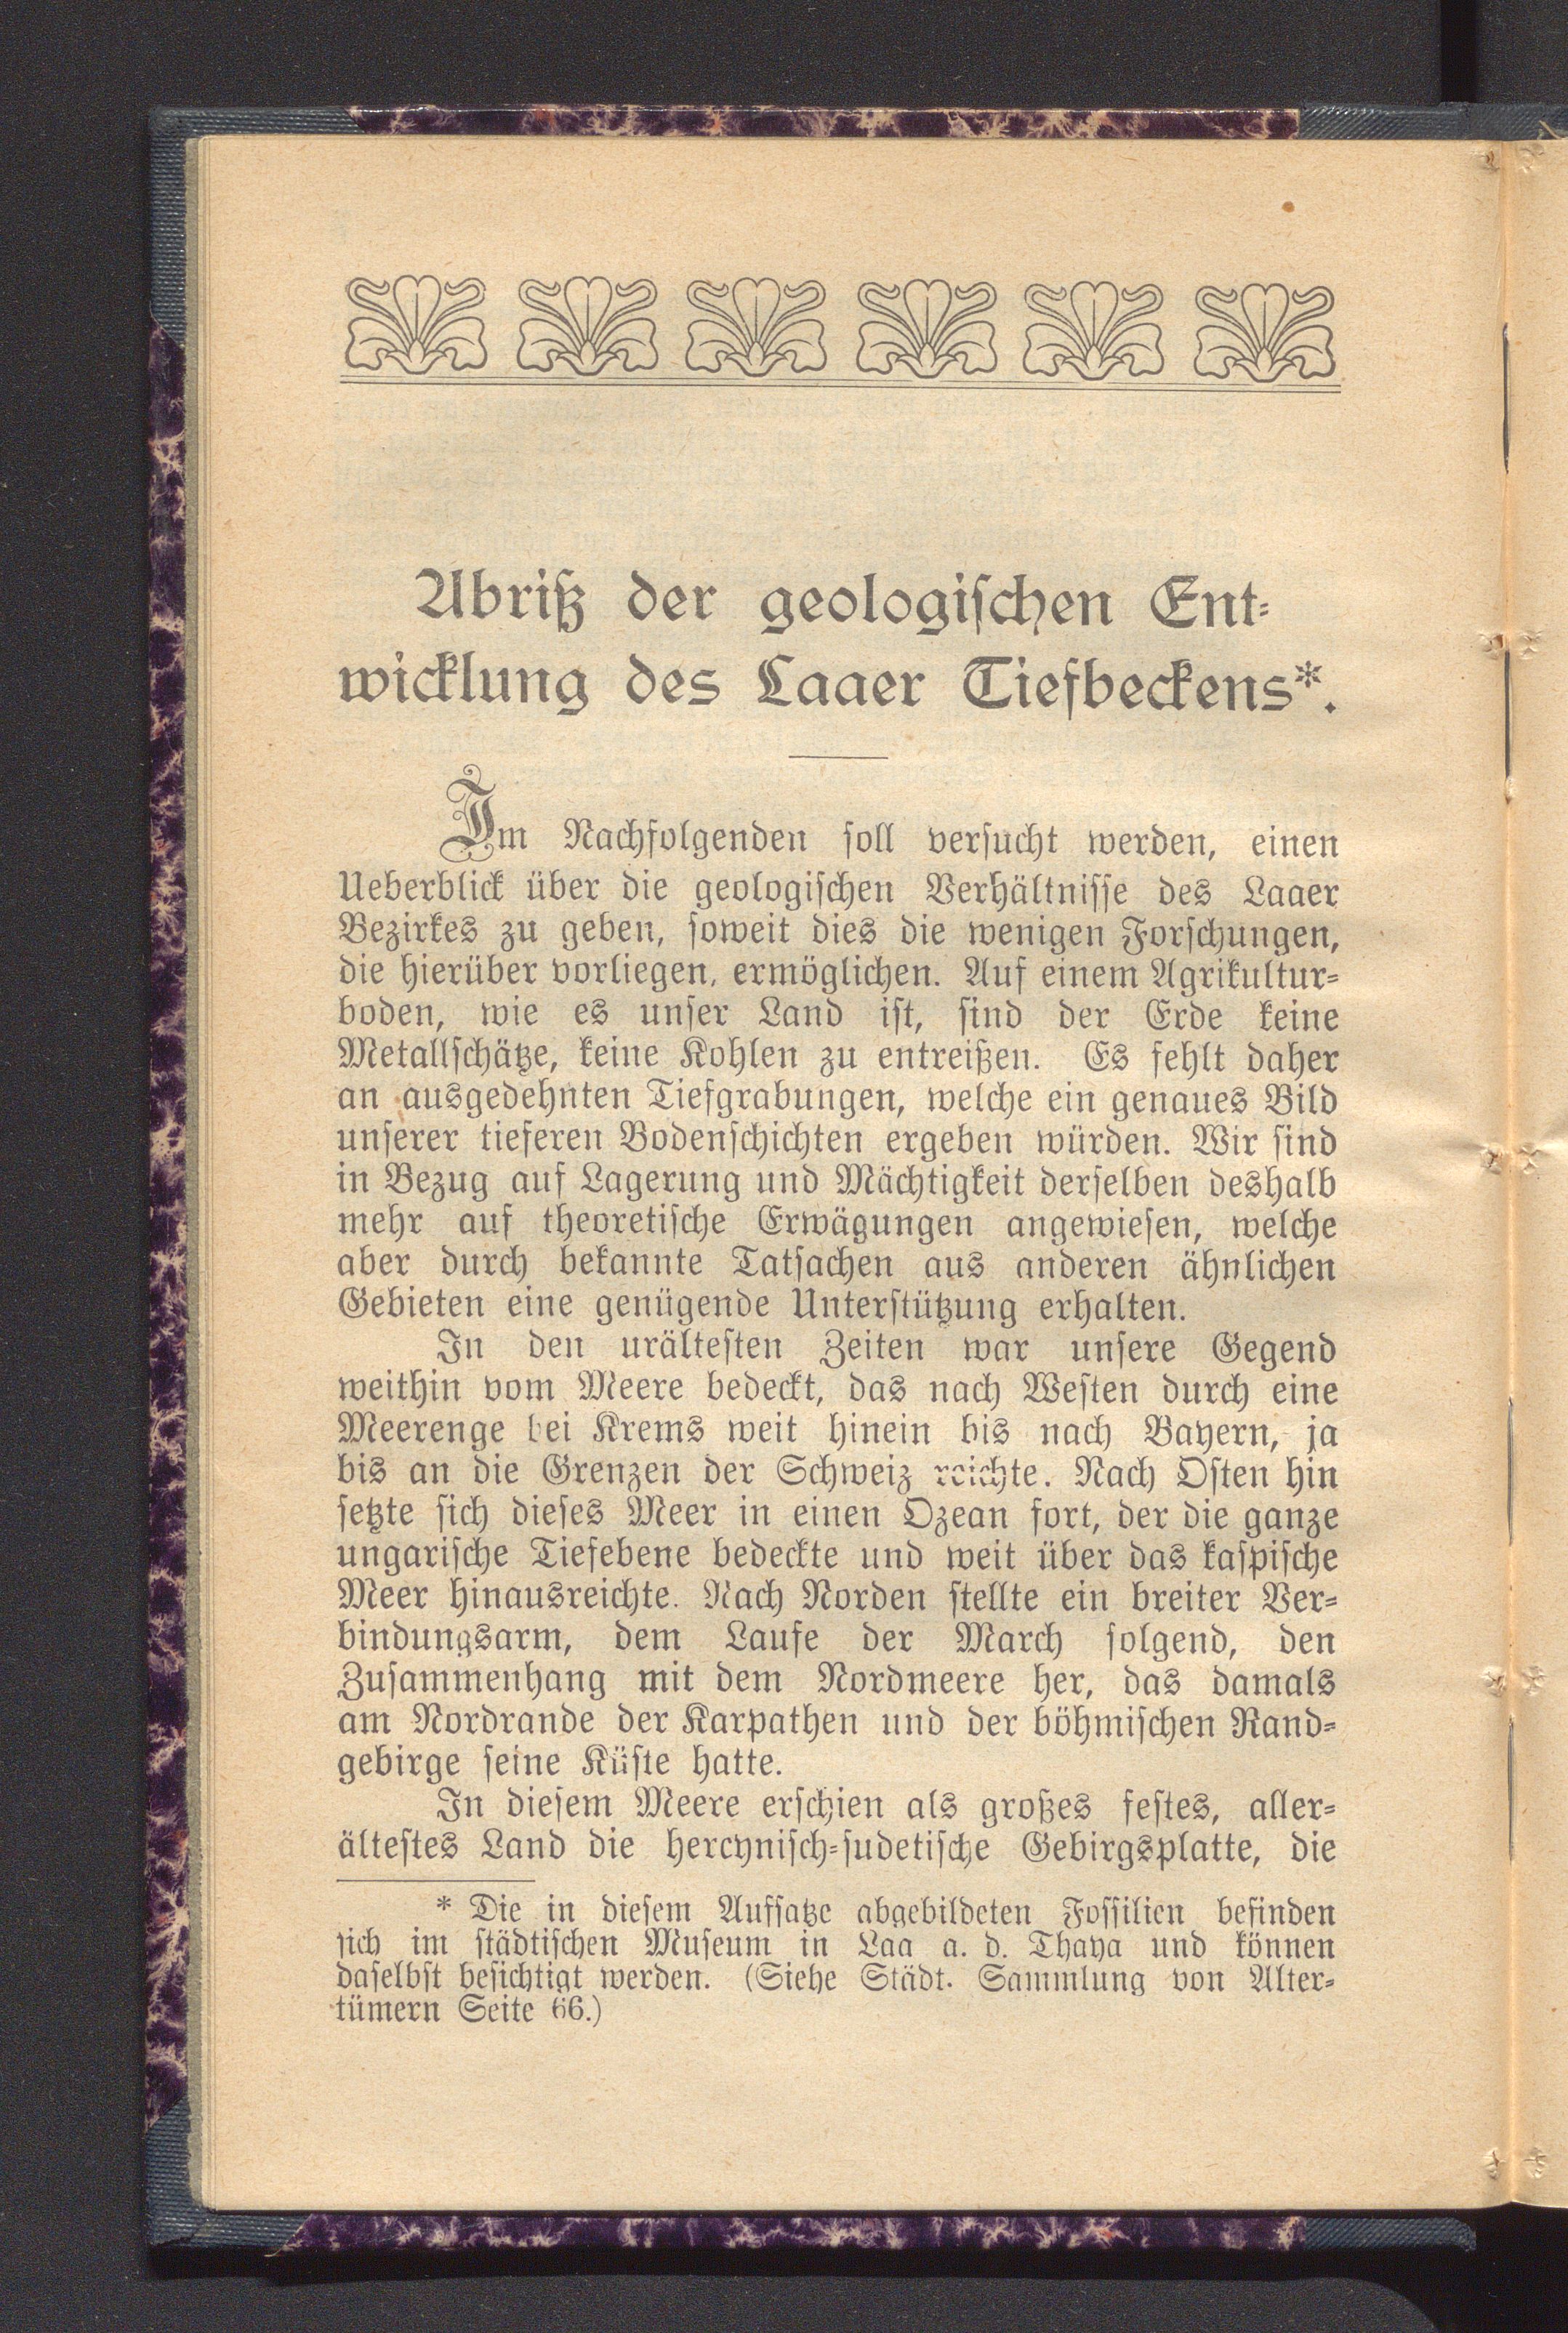 Abriß der geologischen Ent-
wicklung des Laaer Tiefbeckens*.
Im Nachfolgenden soll versucht werden, einen
Ueberblick über die geologischen Verhältnisse des Laaer
Bezirkes zu geben, soweit dies die wenigen Forschungen,
die hierüber vorliegen, ermöglichen. Auf einem Agrikultur-
boden, wie es unser Land ist, sind der Erde keine
Metallschätze, keine Kohlen zu entreißen. Es fehlt daher
an ausgedehnten Tiefgrabungen, welche ein genaues Bild
unserer tieferen Bodenschichten ergeben würden. Wir sind
in Bezug auf Lagerung und Mächtigkeit derselben deshalb
mehr auf theoretische Erwägungen angewiesen, welche
aber durch bekannte Tatsachen aus anderen ähnlichen
Gebieten eine genügende Unterstützung erhalten.
In den urältesten Zeiten war unsere Gegend
weithin vom Meere bedeckt, das nach Westen durch eine
Meerenge bei Krems weit hinein bis nach Bayern, ja
bis an die Grenzen der Schweiz reichte. Nach Osten hin
setzte sich dieses Meer in einen Ozean fort, der die ganze
ungarische Tiefebene bedeckte und weit über das kaspische
Meer hinausreichte. Nach Norden stellte ein breiter Ver-
bindungsarm, dem Laufe der March folgend, den
Zusammenhang mit dem Nordmeere her, das damals
am Nordrande der Karpathen und der böhmischen Rand-
gebirge seine Küste hatte.
In diesem Meere erschien als großes festes, aller-
ältestes Land die hercynisch-sudetische Gebirgsplatte, die
* Die in diesem Aufsatze abgebildeten Fossilien befinden
sich im städtischen Museum in Laa a. d. Thaya und können
daselbst besichtigt werden. (Siehe Städt. Sammlung von Alter-
tümern Seite 66.)